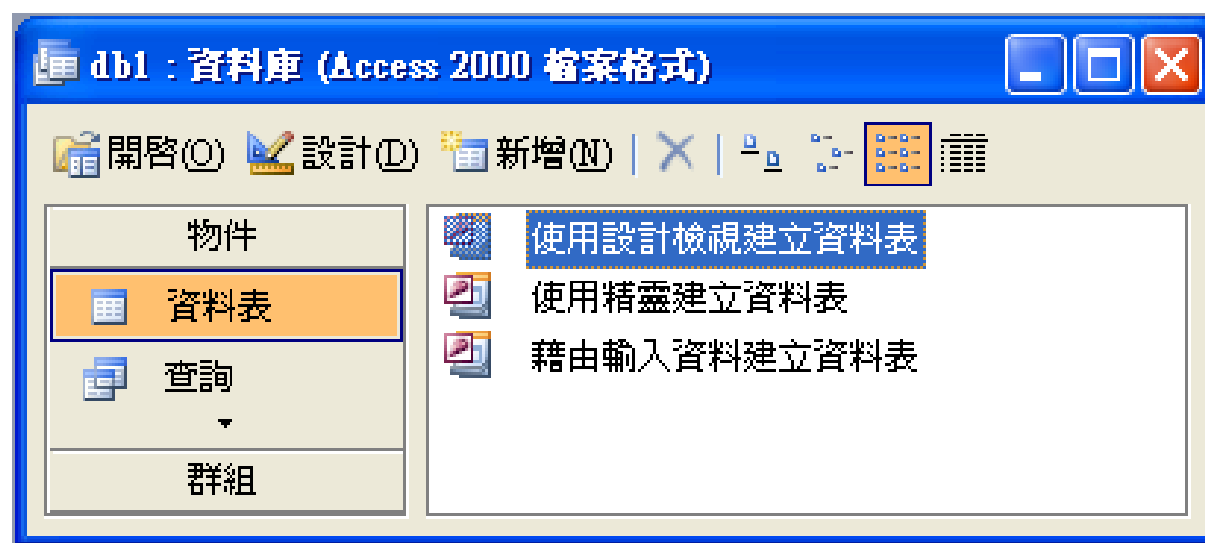 db1 : 資料庫 (Access 2000 檔案格式)
開啓(O) 設計(D) 新增(N)
物件
資料表
查詢
群組
使用設計檢視建立資料表
使用精靈建立資料表
藉由輸入資料建立資料表